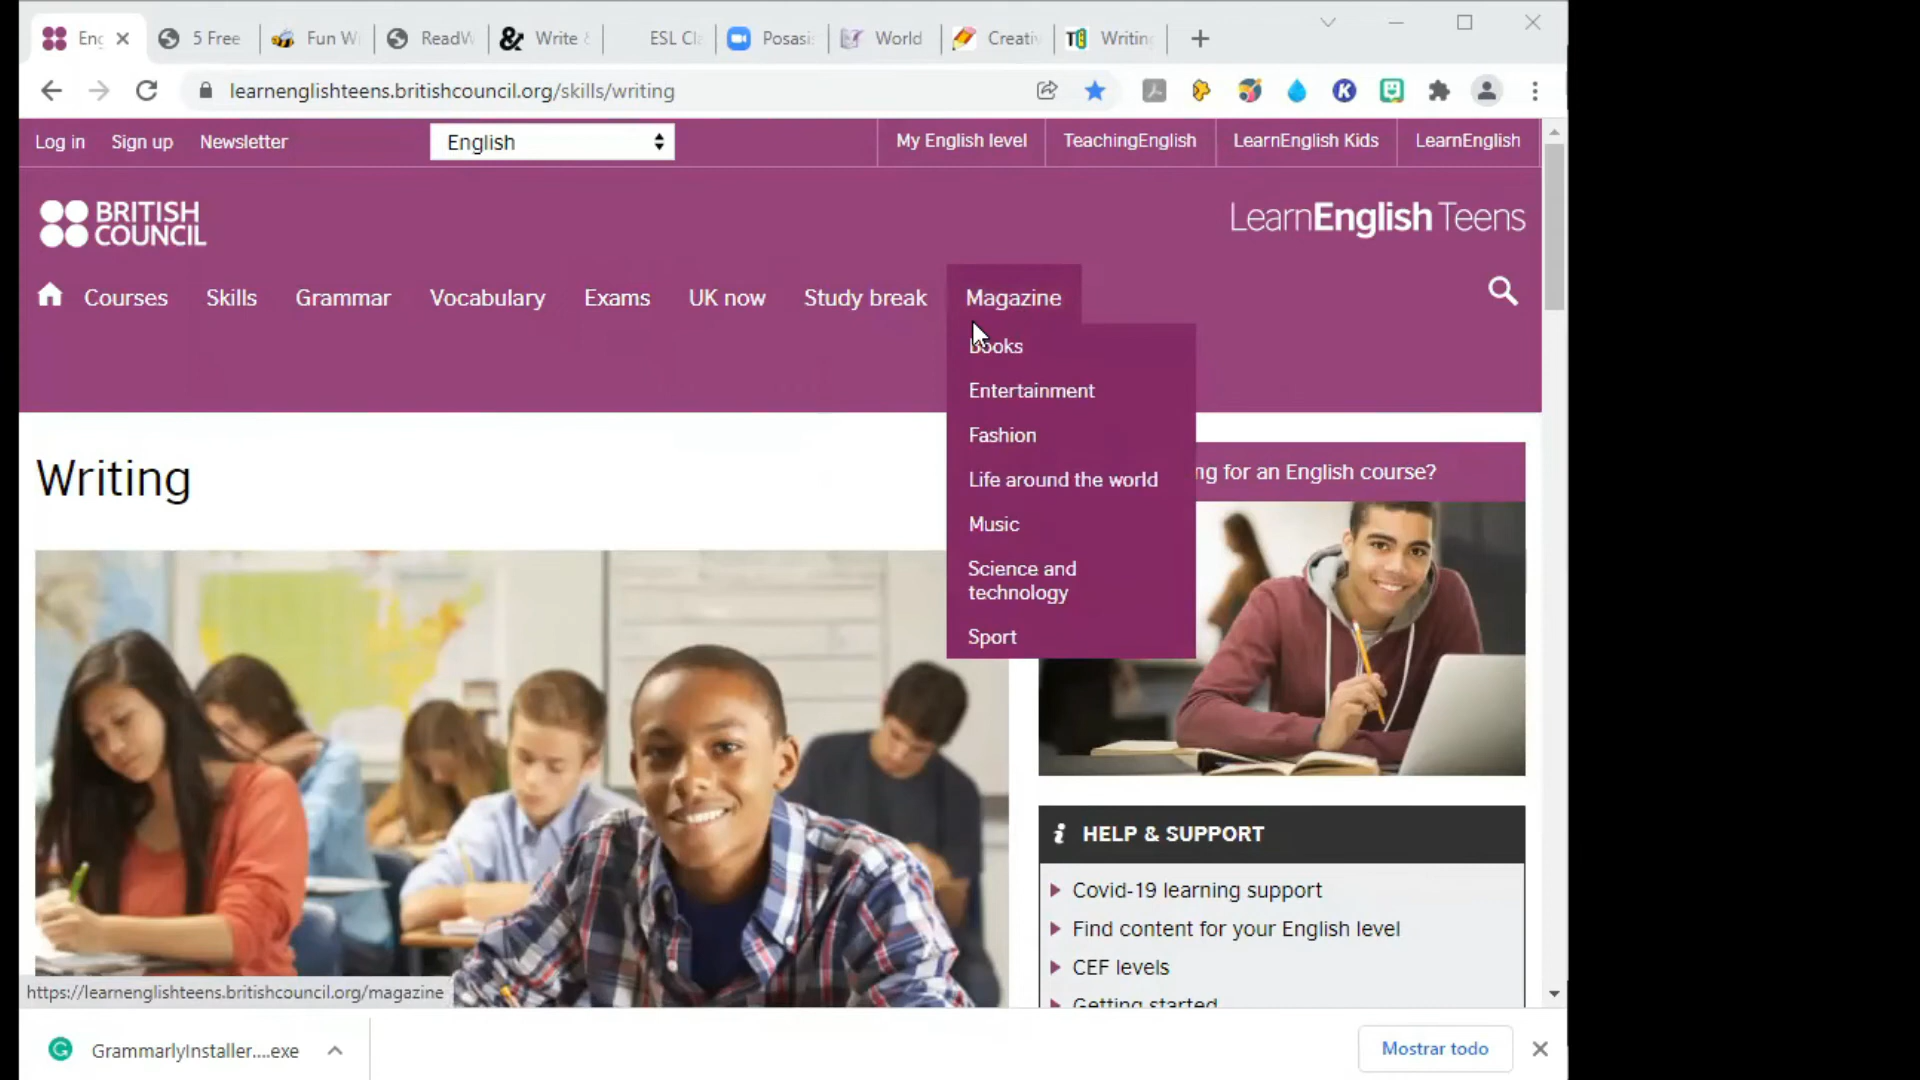 Eng
5 Free
Fun W
ReadW
Write &
ESL Cla
Posasi
World
Creativ
Writing
learnenglishteens.britishcouncil.org/skills/writing
Log in
Sign up
Newsletter
English
My English level
TeachingEnglish
LearnEnglish Kids
LearnEnglish
BRITISH
COUNCIL
LearnEnglish Teens
Courses
Skills
Grammar
Vocabulary
Exams
UK now
Study break
Magazine
Books
Entertainment
Fashion
Life around the world
Music
Science and
technology
Sport
Writing
ng for an English course?
HELP & SUPPORT
Covid-19 learning support
Find content for your English level
CEF levels
Getting started
https://learnenglishteens.britishcouncil.org/magazine
GrammarlyInstaller....exe
Mostrar todo